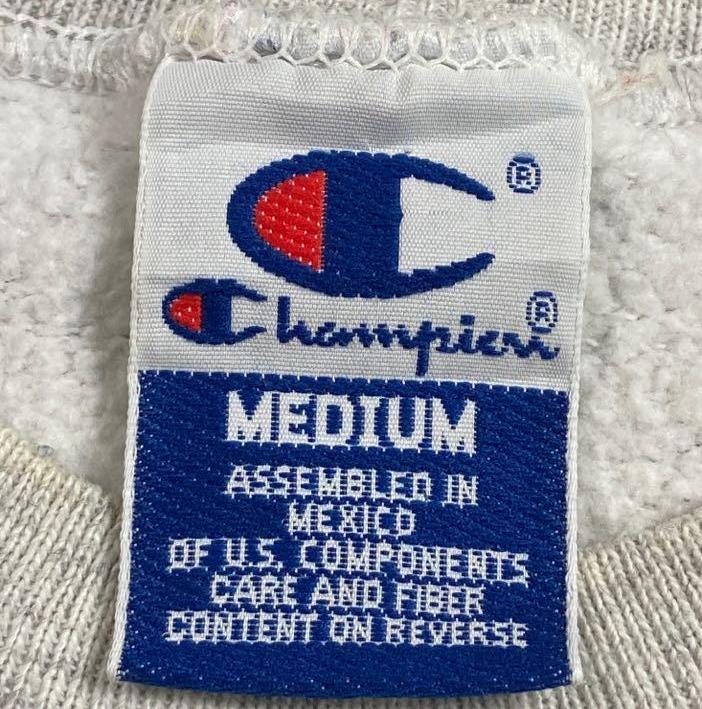 ®
Champion®
MEDIUM
ASSEMBLED IN
MEXICO
OF U.S. COMPONENTS
CARE AND FIBER
CONTENT ON REVERSE